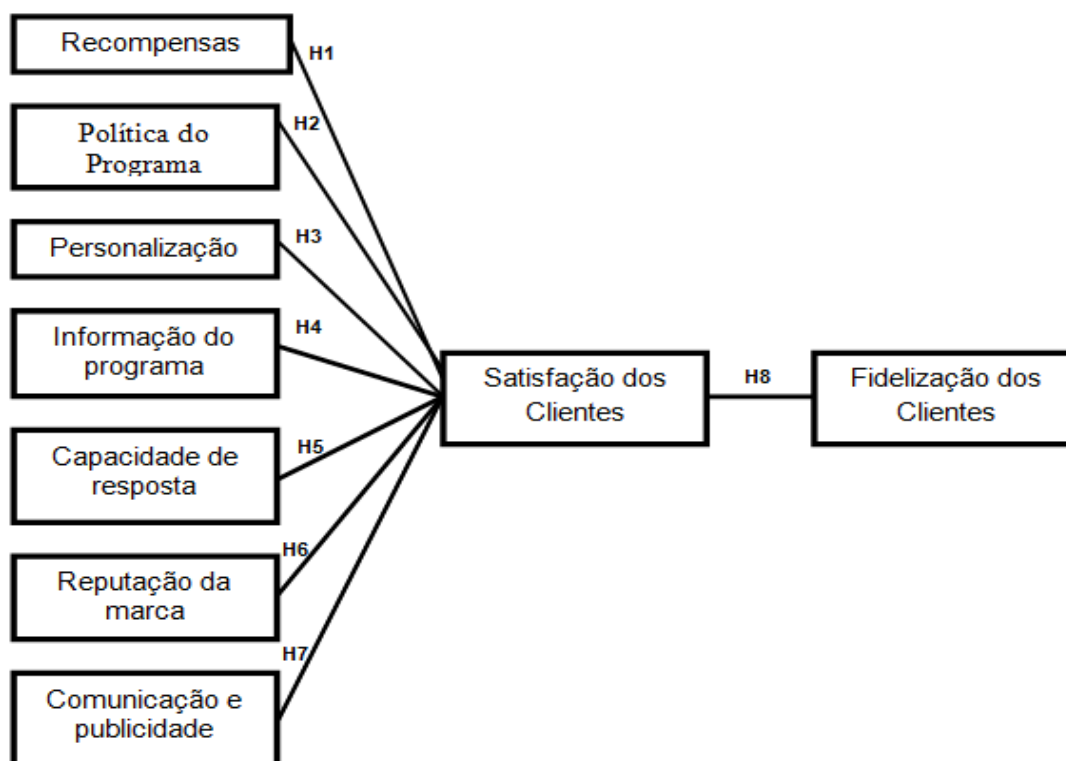 Recompensas
H1
Política do
Programa
H2
Personalização
H3
Informação do
programa
H4
Capacidade de
resposta
H5
Reputação da
marca
H6
Comunicação e
publicidade
H7
Satisfação dos
Clientes
H8
Fidelização dos
Clientes